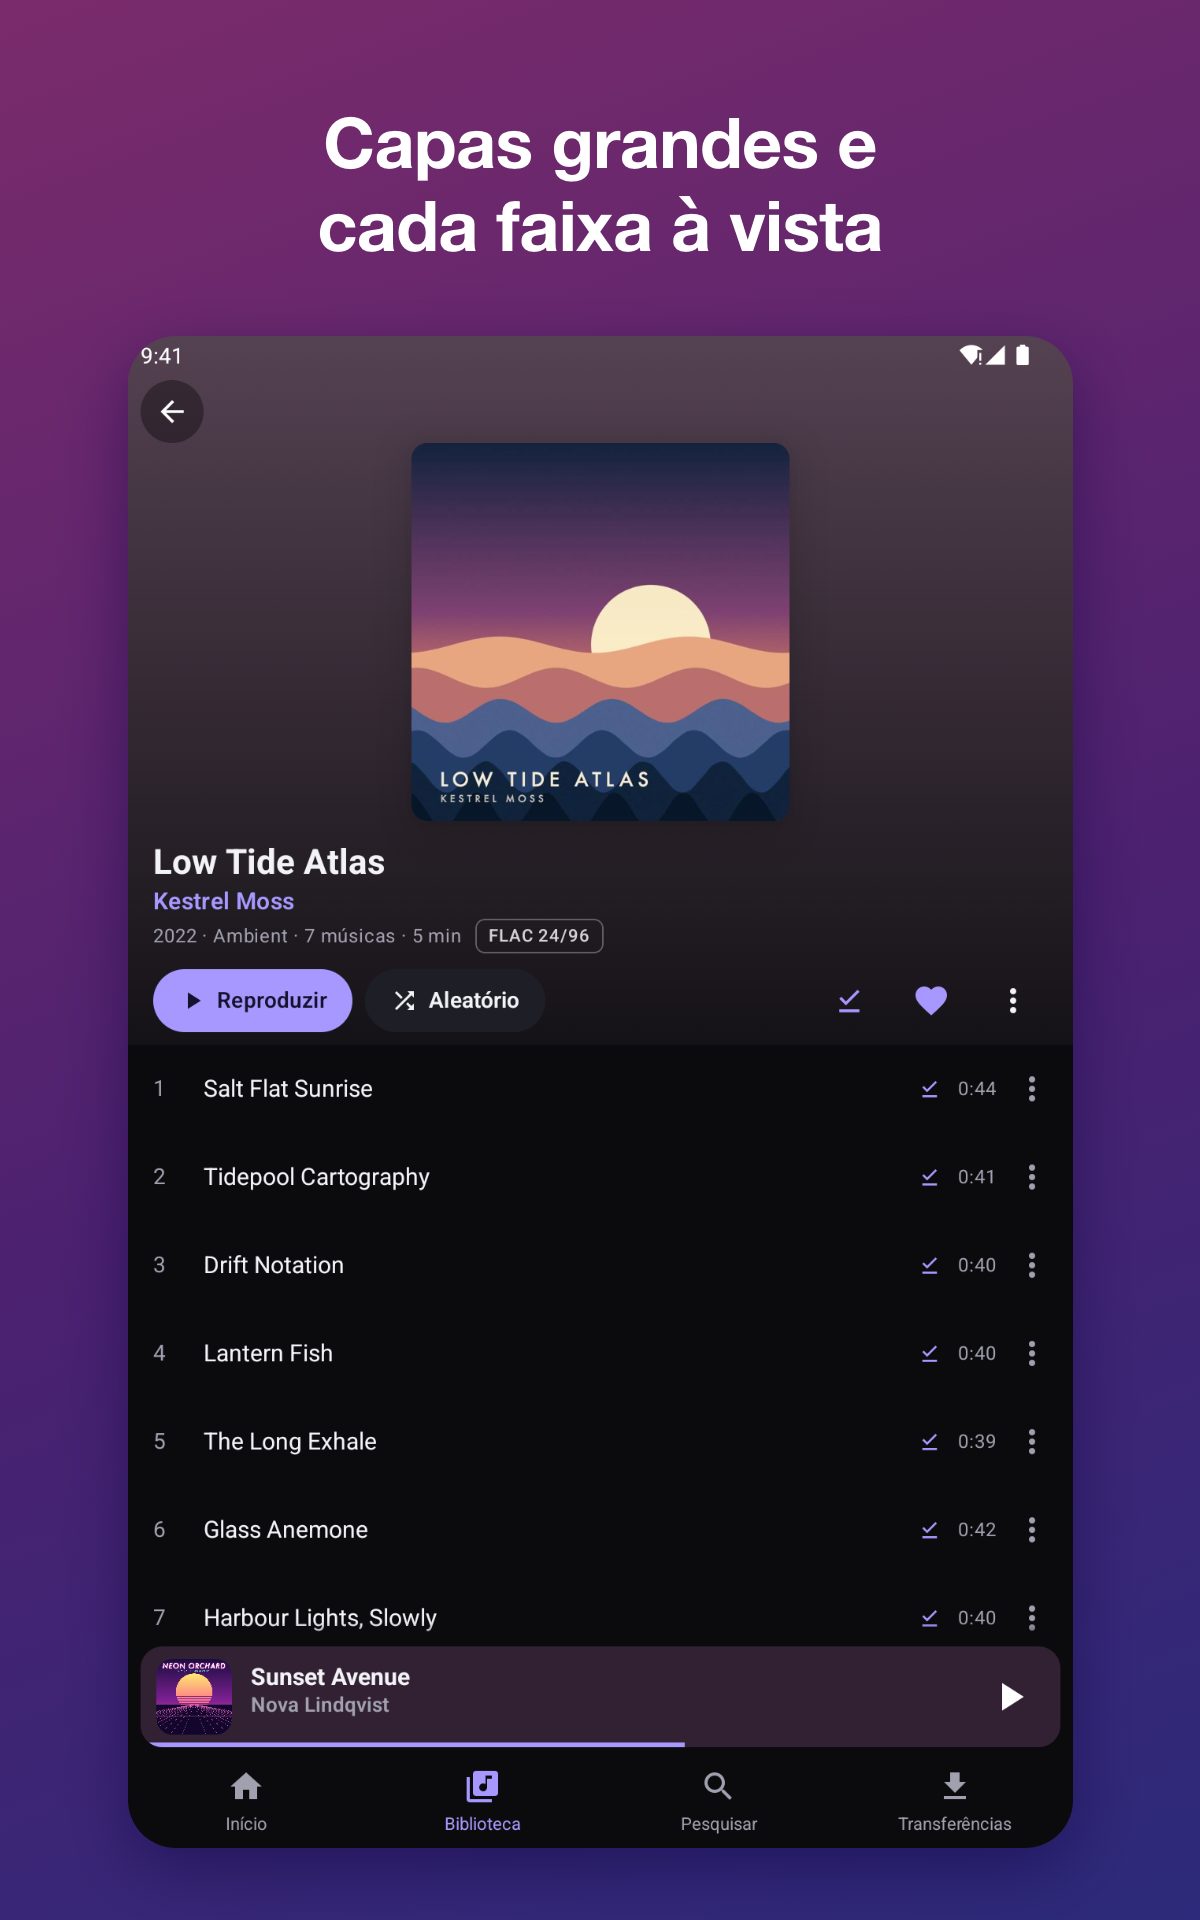 Capas grandes e
cada faixa à vista
9:41
LOW TIDE ATLAS
KESTREL MOSS
Low Tide Atlas
Kestrel Moss
2022 · Ambient · 7 músicas · 5 min FLAC 24/96
Reproduzir Aleatório
1 Salt Flat Sunrise 0:44
2 Tidepool Cartography 0:41
3 Drift Notation 0:40
4 Lantern Fish 0:40
5 The Long Exhale 0:39
6 Glass Anemone 0:42
7 Harbour Lights, Slowly 0:40
NEON ORCHARD
Sunset Avenue
Nova Lindqvist
Início Biblioteca Pesquisar Transferências